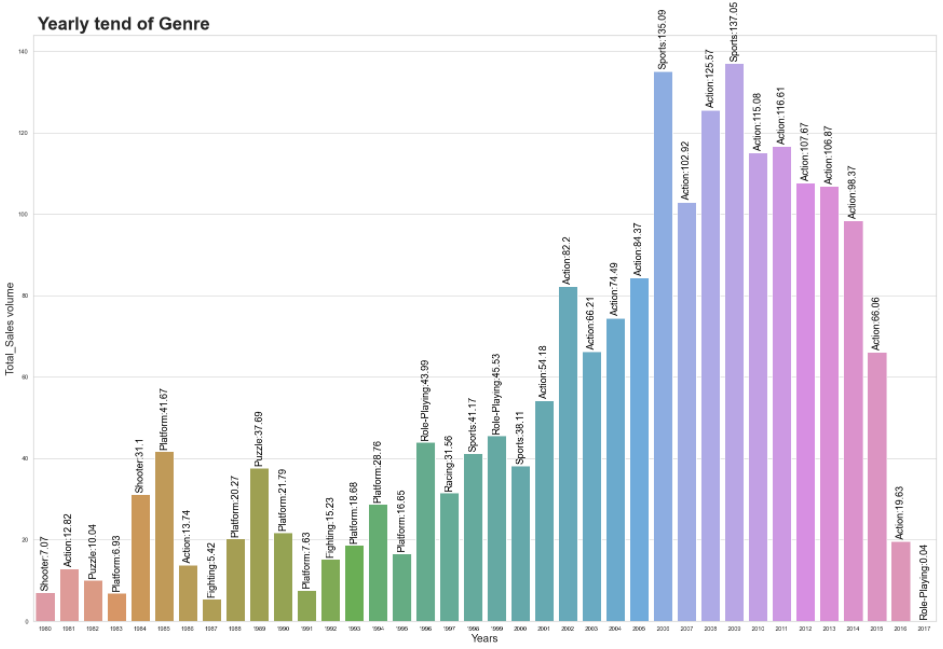 Yearly tend of Genre
Total_Sales volume
140
120
100
80
60
40
20
0
Shooter:7.07
Action:12.82
Puzzle:10.04
Platform:6.93
Shooter:31.1
Platform:41.67
Action:13.74
Fighting:5.42
Platform:20.27
Puzzle:37.69
Platform:21.79
Platform:7.63
Fighting:15.23
Platform:18.68
Platform:28.76
Platform:16.65
Role-Playing:43.99
Racing:31.56
Sports:41.17
Role-Playing:45.53
Sports:38.11
Action:54.18
Action:82.2
Action:66.21
Action:74.49
Action:84.37
Sports:135.09
Action:102.92
Action:125.57
Sports:137.05
Action:115.08
Action:116.61
Action:107.67
Action:106.87
Action:98.37
Action:66.06
Action:19.63
Role-Playing:0.04
1980 1981 1982 1983 1984 1985 1986 1987 1988 1989 1990 1991 1992 1993 1994 1995 1996 1997 1998 1999 2000 2001 2002 2003 2004 2005 2006 2007 2008 2009 2010 2011 2012 2013 2014 2015 2016 2017
Years